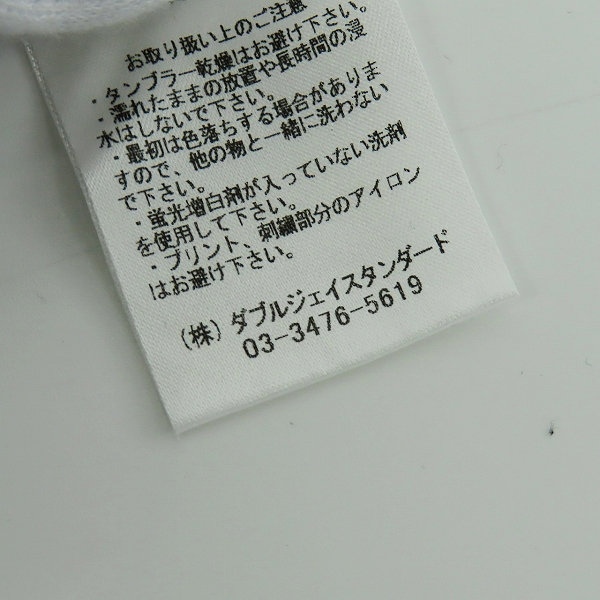 お取り扱い上のご注意
・タンブラー乾燥はお避け下さい。
・濡れたままの放置や長時間の浸
水はしないで下さい。
・最初は色落ちする場合がありま
すので、他の物と一緒に洗わない
で下さい。
・蛍光増白剤が入っていない洗剤
を使用して下さい。
・プリント、刺繍部分のアイロン
はお避け下さい。
（株）ダブルジェイスタンダード
03-3476-5619